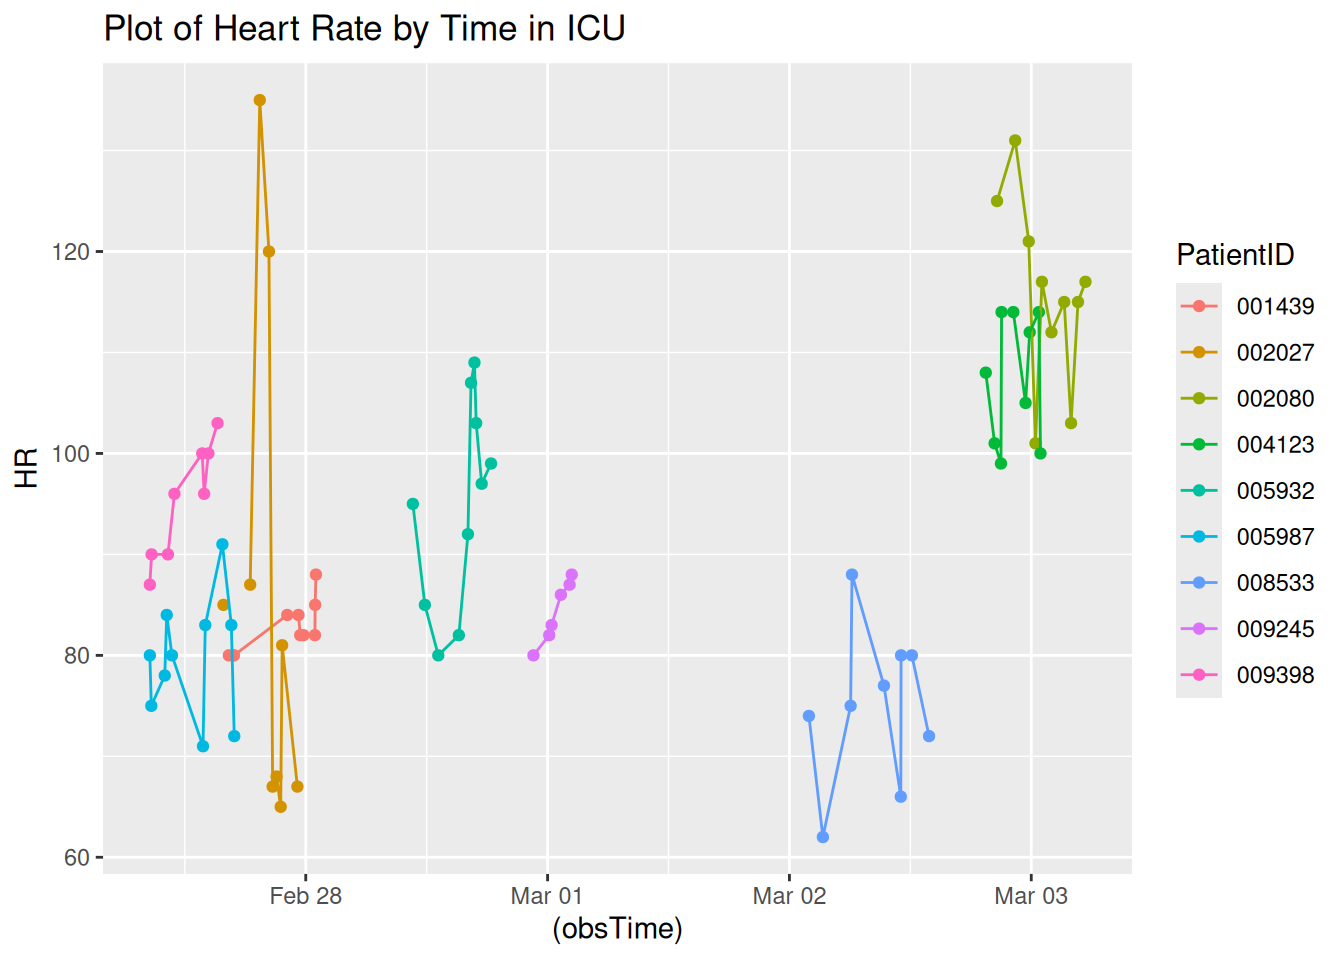 Plot of Heart Rate by Time in ICU
HR
120
100
80
60
Feb 28
Mar 01
Mar 02
Mar 03
(obsTime)
PatientID
001439
002027
002080
004123
005932
005987
008533
009245
009398